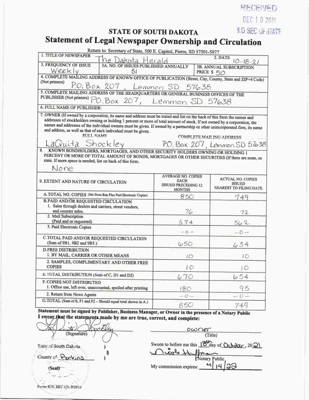 RECEIVED
DEC 10 2021
SD SEC OF STATE
STATE OF SOUTH DAKOTA
Statement of Legal Newspaper Ownership and Circulation
Return to: Secretary of State, 500 E. Capitol, Pierre, SD 57501-5077
1. TITLE OF NEWSPAPER The Dakota Herald 2. DATE 10-18-21
3. FREQUENCY OF ISSUE Weekly 3A. NO. OF ISSUES PUBLISHED ANNUALLY 51 3B. ANNUAL SUBSCRIPTION PRICE $ 50
4. COMPLETE MAILING ADDRESS OF KNOWN OFFICE OF PUBLICATION (Street, City, County, State and ZIP+4 Code)
(Not printers) P.O. Box 207, Lemmon SD 57638
5. COMPLETE MAILING ADDRESS OF THE HEADQUARTERS OR GENERAL BUSINESS OFFICES OF THE
PUBLISHER (Not printers) P.O. Box 207, Lemmon SD 57638
6. FULL NAME OF PUBLISHER:
7. OWNER (If owned by a corporation, its name and address must be stated and list on the back of this form the names and
addresses of stockholders owning or holding 1 percent or more of total amount of stock. If not owned by a corporation, the
names and addresses of the individual owners must be given. If owned by a partnership or other unincorporated firm, its name
and address, as well as that of each individual must be given.
FULL NAME COMPLETE MAILING ADDRESS
LaQuita Shockley P.O. Box 207, Lemmon SD 57638
8. KNOWN BONDHOLDERS, MORTGAGES, AND OTHER SECURITY HOLDERS OWNING OR HOLDING 1
PERCENT OR MORE OF TOTAL AMOUNT OF BONDS, MORTGAGES OR OTHER SECURITIES (If there are none, so
state. If more space is needed, list on back of this form.
None
9. EXTENT AND NATURE OF CIRCULATION AVERAGE NO. COPIES EACH ISSUED PRECEDING 12 MONTHS ACTUAL NO. COPIES ISSUED NEAREST TO FILING DATE
A. TOTAL NO. COPIES 850 749
B. PAID AND/OR REQUESTED CIRCULATION
1. Sales through dealers and carriers, street vendors,
and counter sales. 76 72
2. Mail Subscription
(Paid and or requested) 574 562
3. Paid Electronic Copies -0- -0-
C. TOTAL PAID AND/OR REQUESTED CIRCULATION
(Sum of 9B1, 9B2 and 9B3) 650 634
D. FREE DISTRIBUTION
1. BY MAIL, CARRIER OR OTHER MEANS 10 10
2. SAMPLES, COMPLIMENTARY AND OTHER FREE
COPIES 10 10
E. TOTAL DISTRIBUTION (Sum of C, D1 and D2) 670 654
F. COPIES NOT DISTRIBUTED
1. Office use, left over, unaccounted, spoiled after printing 180 95
2. Return from News Agents -0- -0-
G. TOTAL (Sum of E, F1 and F2 - Should equal total shown in A.) 850 749
Statement must be signed by Publisher, Business Manager, or Owner in the presence of a Notary Public
I swear that the statements made by me are true, correct, and complete:
owner
(Signature) (Title)
State of South Dakota Sworn to before me this 18th day of October, 2021
County of Perkins
(Notary Public)
(Seal) My commission expires: